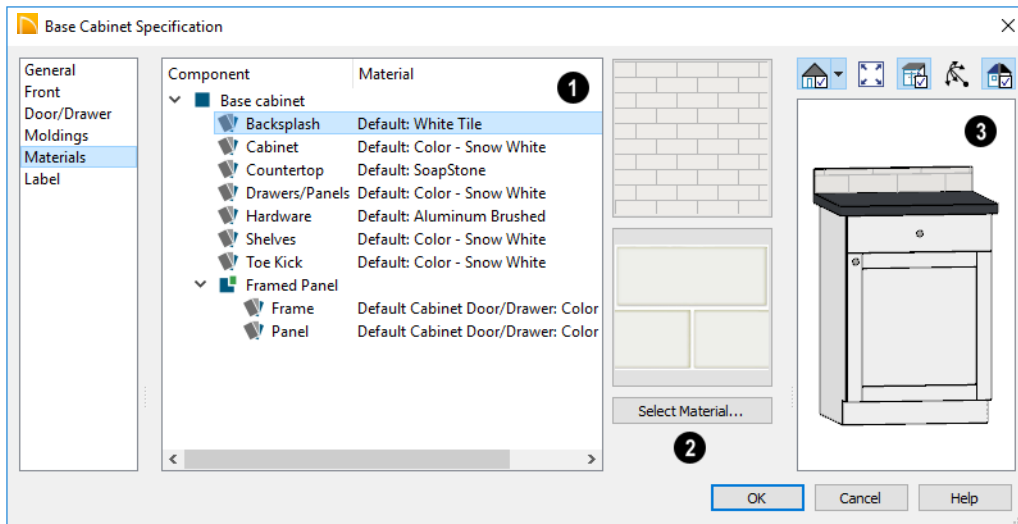 Base Cabinet Specification
General
Front
Door/Drawer
Moldings
Materials
Label
Component Material
1
Base cabinet
Backsplash Default: White Tile
Cabinet Default: Color - Snow White
Countertop Default: SoapStone
Drawers/Panels Default: Color - Snow White
Hardware Default: Aluminum Brushed
Shelves Default: Color - Snow White
Toe Kick Default: Color - Snow White
Framed Panel
Frame Default Cabinet Door/Drawer: Color
Panel Default Cabinet Door/Drawer: Color
Select Material...
2
3
OK Cancel Help